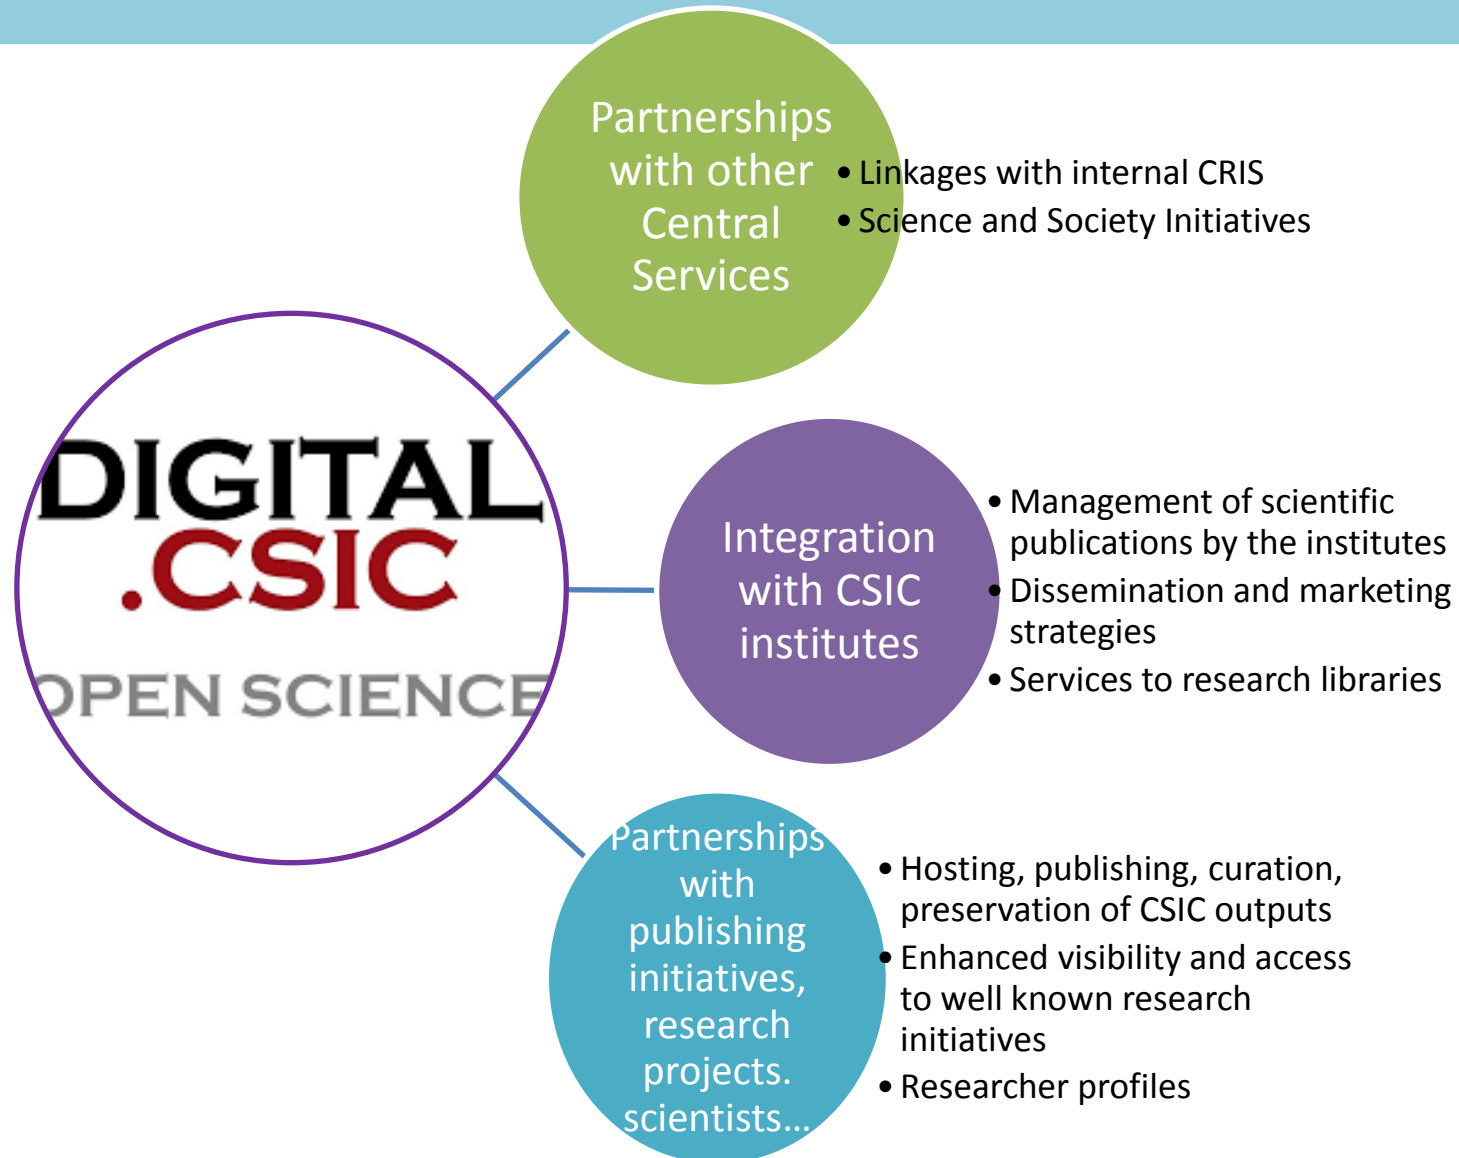 Partnerships
with other
Central
Services
• Linkages with internal CRIS
• Science and Society Initiatives
DIGITAL
.CSIC
OPEN SCIENCE
Integration
with CSIC
institutes
• Management of scientific
publications by the institutes
• Dissemination and marketing
strategies
• Services to research libraries
Partnerships
with
publishing
initiatives,
research
projects.
scientists...
• Hosting, publishing, curation,
preservation of CSIC outputs
• Enhanced visibility and access
to well known research
initiatives
• Researcher profiles